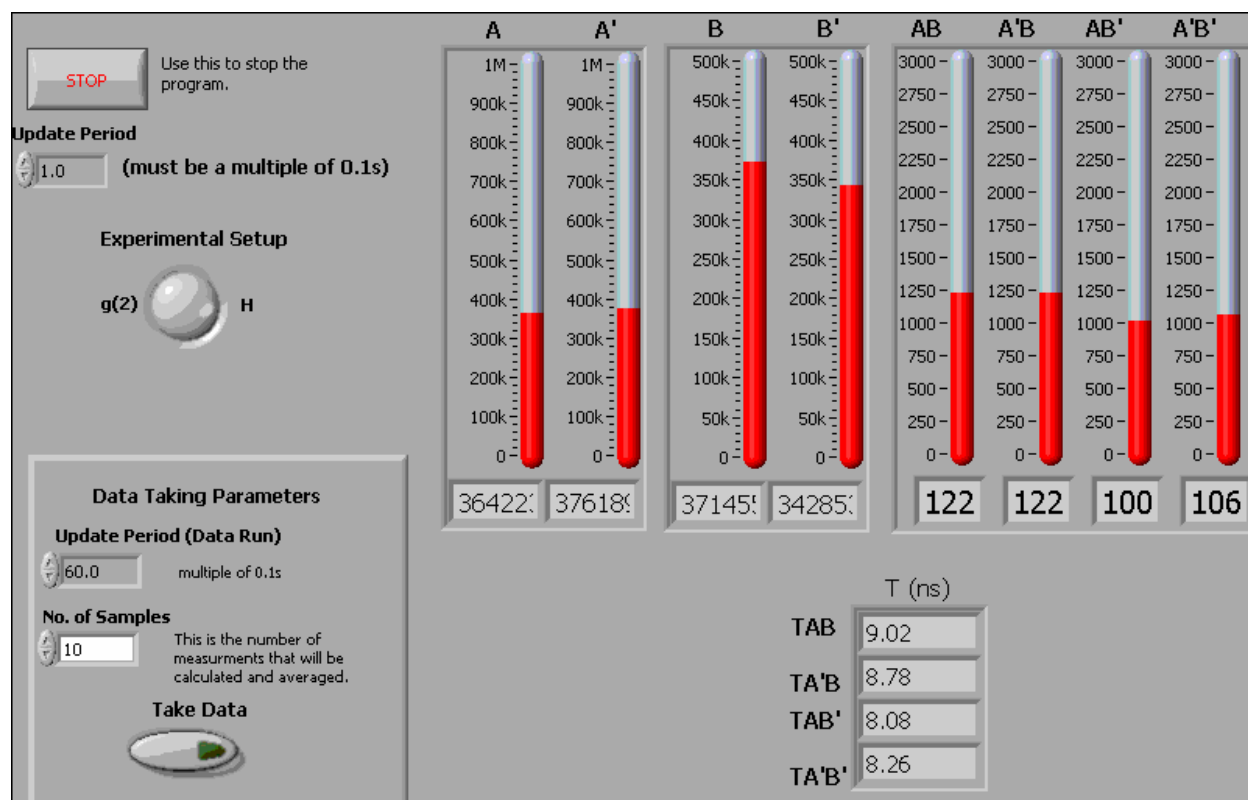 A A' B B' AB A'B AB' A'B'
STOP
Use this to stop the
program.
Update Period
1.0 (must be a multiple of 0.1s)
Experimental Setup
g(2) H
1M 1M 500k 500k 3000 3000 3000 3000
900k 900k 450k 450k 2750 2750 2750 2750
800k 800k 400k 400k 2500 2500 2500 2500
700k 700k 350k 350k 2250 2250 2250 2250
600k 600k 300k 300k 2000 2000 2000 2000
500k 500k 250k 250k 1750 1750 1750 1750
400k 400k 200k 200k 1500 1500 1500 1500
300k 300k 150k 150k 1250 1250 1250 1250
200k 200k 100k 100k 1000 1000 1000 1000
100k 100k 50k 50k 750 750 750 750
0 0 0 0 500 500 500 500
250 250 250 250
0 0 0 0
122 122 100 106
Data Taking Parameters
Update Period (Data Run)
60.0 multiple of 0.1s
No. of Samples
10
This is the number of
measurments that will be
calculated and averaged.
Take Data
T (ns)
TAB 9.02
TA'B 8.78
TAB' 8.08
TA'B' 8.26